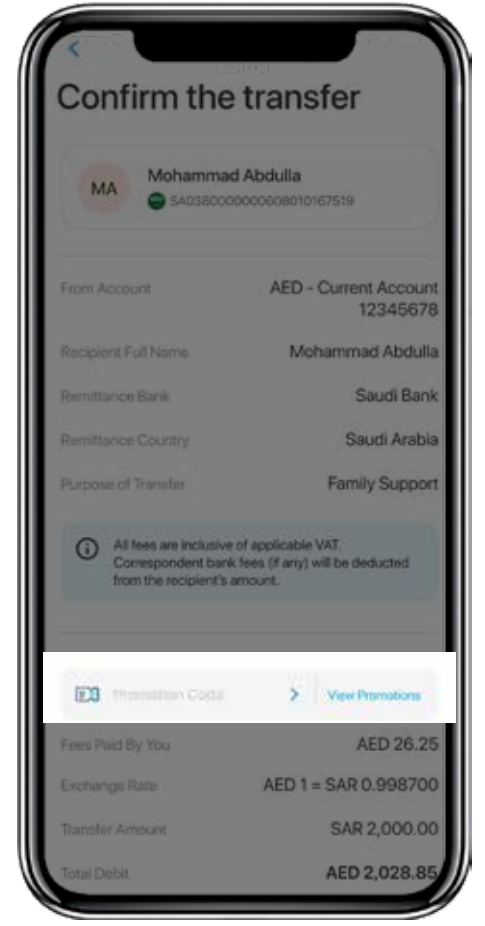 Confirm the transfer
MA
Mohammad Abdulla
SA0380000000608010167519
From Account
AED - Current Account
12345678
Recipient Full Name
Mohammad Abdulla
Remittance Bank
Saudi Bank
Remittance Country
Saudi Arabia
Purpose of Transfer
Family Support
All fees are inclusive of applicable VAT.
Correspondent bank fees (if any) will be deducted
from the recipient's amount.
Promotion Code
View Promotions
Fees Paid By You
AED 26.25
Exchange Rate
AED 1 = SAR 0.998700
Transfer Amount
SAR 2,000.00
Total Debit
AED 2,028.85